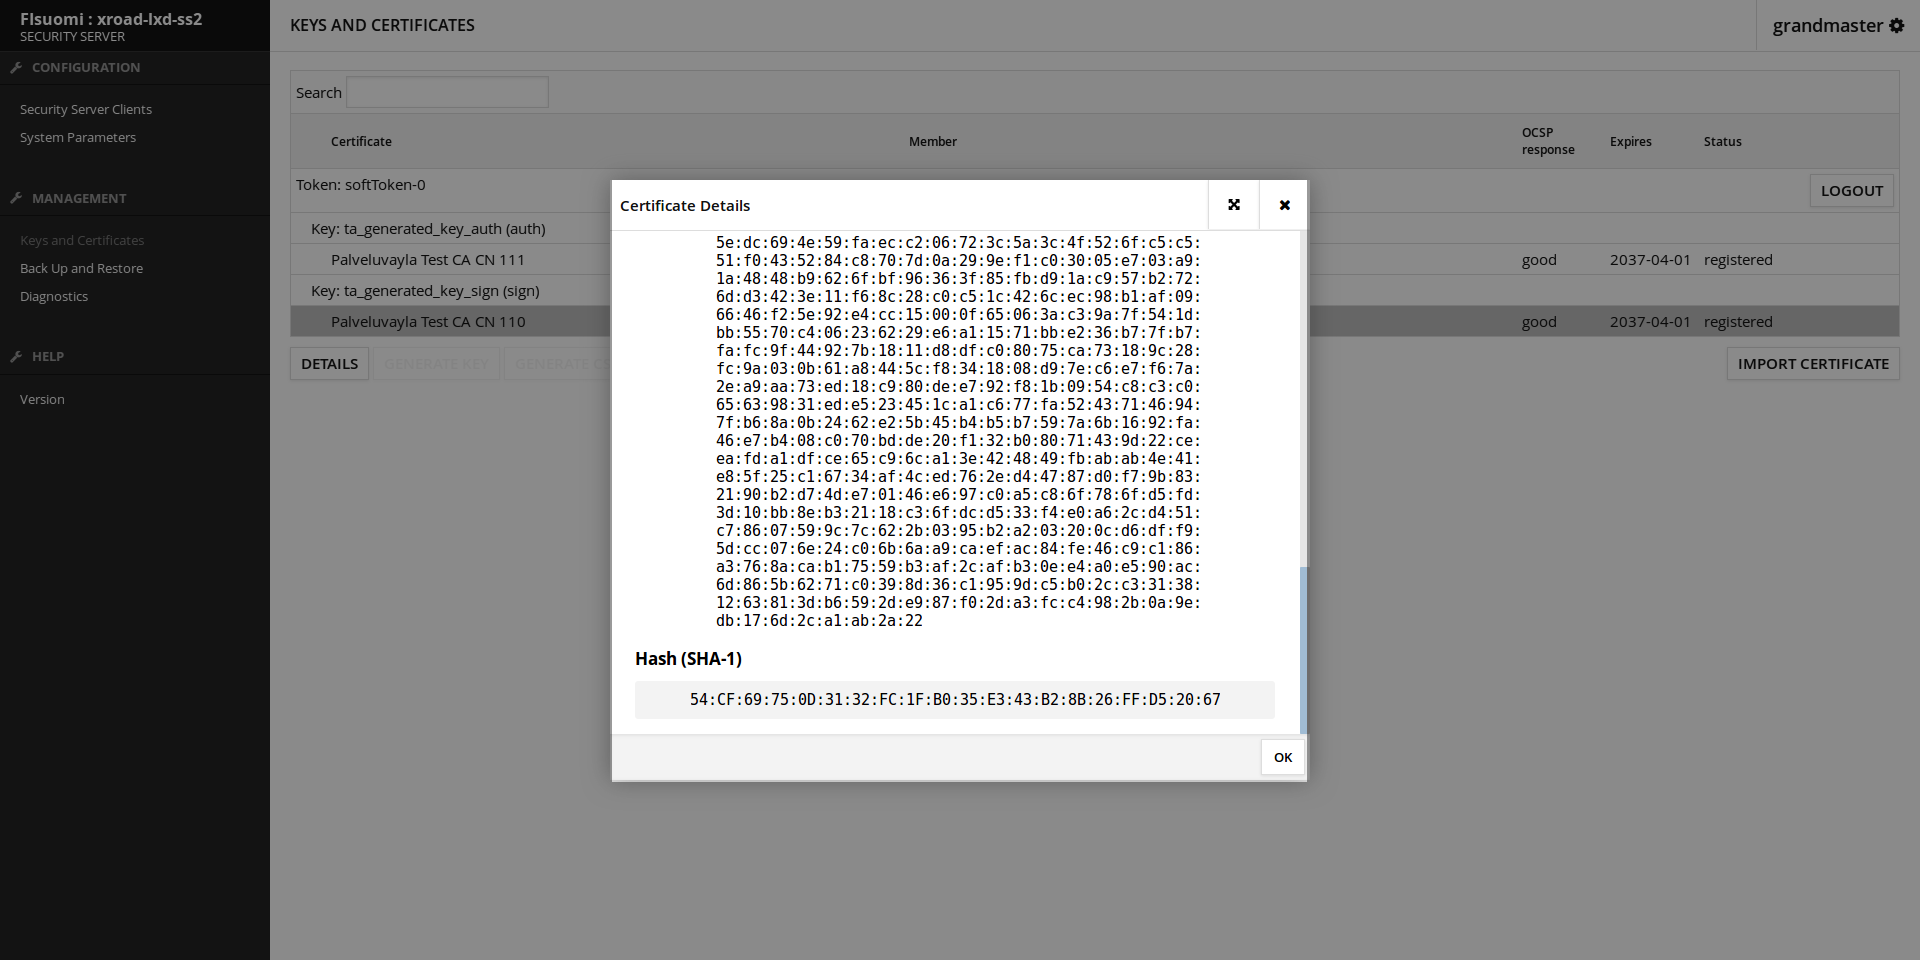 FIsuomi : xroad-lxd-ss2
SECURITY SERVER
CONFIGURATION
Security Server Clients
System Parameters
MANAGEMENT
Keys and Certificates
Back Up and Restore
Diagnostics
HELP
Version
KEYS AND CERTIFICATES
grandmaster
Search
Certificate Member OCSP response Expires Status
Token: softToken-0
LOGOUT
Key: ta_generated_key_auth (auth)
Palveluvayla Test CA CN 111 good 2037-04-01 registered
Key: ta_generated_key_sign (sign)
Palveluvayla Test CA CN 110 good 2037-04-01 registered
DETAILS GENERATE KEY GENERATE IMPORT CERTIFICATE
Certificate Details
5e:dc:69:4e:59:fa:ec:c2:06:72:3c:5a:3c:4f:52:6f:c5:c5:
51:f0:43:52:84:c8:70:7d:0a:29:9e:f1:c0:30:05:e7:03:a9:
1a:48:48:b9:62:6f:bf:96:36:3f:85:fb:d9:1a:c9:57:b2:72:
6d:d3:42:3e:11:f6:8c:28:c0:c5:1c:42:6c:ec:98:b1:af:09:
66:46:f2:5e:92:e4:cc:15:00:0f:65:06:3a:c3:9a:7f:54:1d:
bb:55:70:c4:06:23:62:29:e6:a1:15:71:bb:e2:36:b7:7f:b7:
fa:fc:9f:44:92:7b:18:11:d8:df:c0:80:75:ca:73:18:9c:28:
fc:9a:03:0b:61:a8:44:5c:f8:34:18:08:d9:7e:c6:e7:f6:7a:
2e:a9:aa:73:ed:18:c9:80:de:e7:92:f8:1b:09:54:c8:c3:c0:
65:63:98:31:ed:e5:23:45:1c:a1:c6:77:fa:52:43:71:46:94:
7f:b6:8a:0b:24:62:e2:5b:45:b4:b5:b7:59:7a:6b:16:92:fa:
46:e7:b4:08:c0:70:bd:de:20:f1:32:b0:80:71:43:9d:22:ce:
ea:fd:a1:df:ce:65:c9:6c:a1:3e:42:48:49:fb:ab:ab:4e:41:
e8:5f:25:c1:67:34:af:4c:ed:76:2e:d4:47:87:d0:f7:9b:83:
21:90:b2:d7:4d:e7:01:46:e6:97:c0:a5:c8:6f:78:6f:d5:fd:
3d:10:bb:8e:b3:21:18:c3:6f:dc:d5:33:f4:e0:a6:2c:d4:51:
c7:86:07:59:9c:7c:62:2b:03:95:b2:a2:03:20:0c:d6:df:f9:
5d:cc:07:6e:24:c0:6b:6a:a9:ca:ef:ac:84:fe:46:c9:c1:86:
a3:76:8a:ca:b1:75:59:b3:af:2c:af:b3:0e:e4:a0:e5:90:ac:
6d:86:5b:62:71:c0:39:8d:36:c1:95:9d:c5:b0:2c:c3:31:38:
12:63:81:3d:b6:59:2d:e9:87:f0:2d:a3:fc:c4:98:2b:0a:9e:
db:17:6d:2c:a1:ab:2a:22
Hash (SHA-1)
54:CF:69:75:0D:31:32:FC:1F:B0:35:E3:43:B2:8B:26:FF:D5:20:67
OK